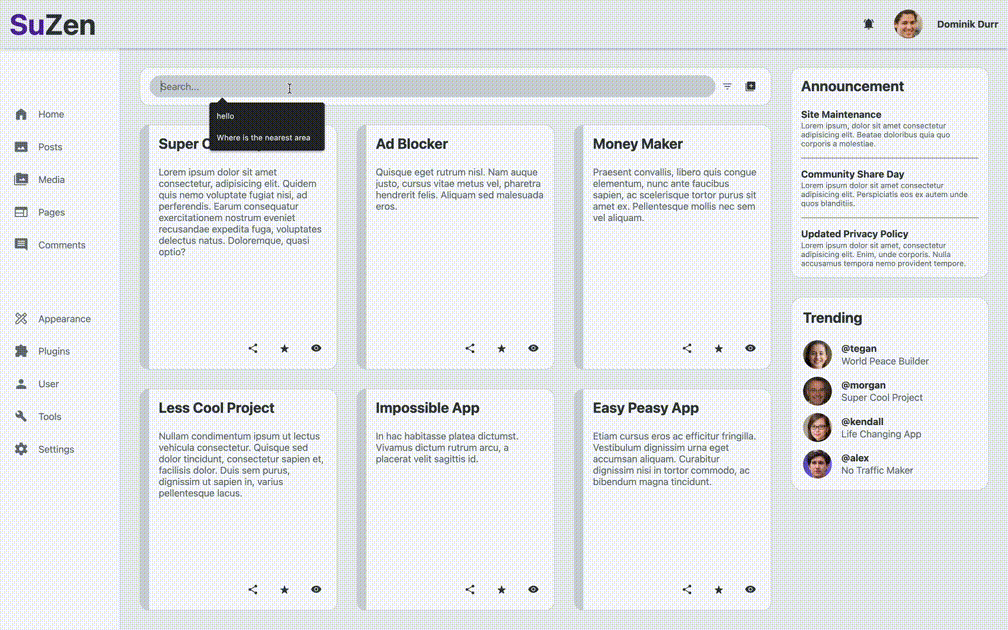 SuZen
Dominik Durr
Home
Posts
Media
Pages
Comments
Appearance
Plugins
User
Tools
Settings
Search...
hello
Where is the nearest area
Super C
Lorem ipsum dolor sit amet
consectetur, adipisicing elit. Quidem
quis nemo voluptate fugiat nisi, ad
perferendis. Earum consequatur
exercitationem nostrum eveniet
recusandae expedita fuga, voluptates
delectus natus. Doloremque, quasi
optio?
Ad Blocker
Quisque eget rutrum nisl. Nam auque
justo, cursus vitae metus vel, pharetra
hendrerit felis. Aliquam sed malesuada
eros.
Money Maker
Praesent convallis, libero quis congue
elementum, nunc ante faucibus
sapien, ac scelerisque tortor purus sit
amet ex. Pellentesque mollis nec sem
vel aliquam.
Less Cool Project
Nullam condimentum ipsum ut lectus
vehicula consectetur. Quisque sed
dolor tincidunt, consectetur sapien et,
facilisis dolor. Duis sem purus,
dignissim ut sapien in, varius
pellentesque lacus.
Impossible App
In hac habitasse platea dictumst.
Vivamus dictum rutrum arcu, a
placerat velit sagittis id.
Easy Peasy App
Etiam cursus eros ac efficitur fringilla.
Vestibulum dignissim urna eget
accumsan aliquam. Curabitur
dignissim nisi in tortor commodo, ac
bibendum magna tincidunt.
Announcement
Site Maintenance
Lorem ipsum, dolor sit amet consectetur
adipisicing elit. Beatae doloribus quia quo
corporis a molestiae.
Community Share Day
Lorem ipsum dolor sit amet consectetur
adipisicing elit. Perspiciatis eos ex autem unde
quos blanditiis.
Updated Privacy Policy
Lorem ipsum dolor sit amet, consectetur
adipisicing elit. Enim, unde corporis. Nulla
accusamus tempora nemo provident tempore.
Trending
@tegan
World Peace Builder
@morgan
Super Cool Project
@kendall
Life Changing App
@alex
No Traffic Maker